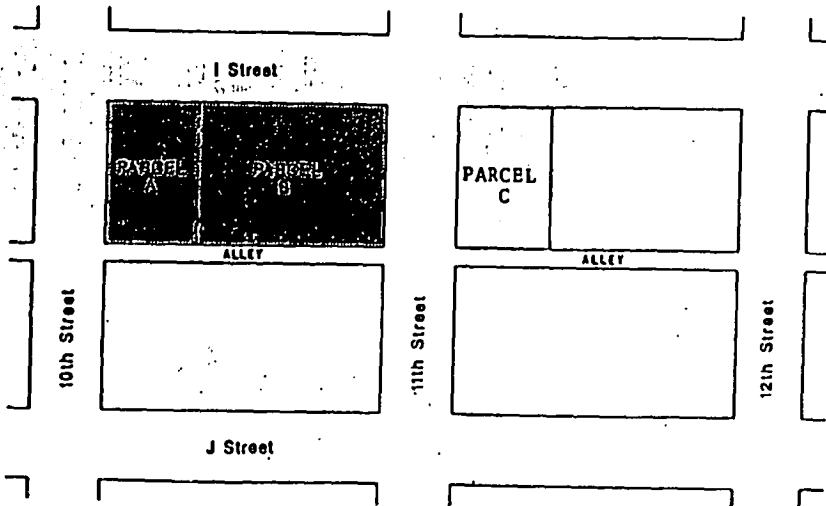 I Street
PARCEL
A
PARCEL
B
PARCEL
C
ALLEY
ALLEY
10th Street
11th Street
12th Street
J Street